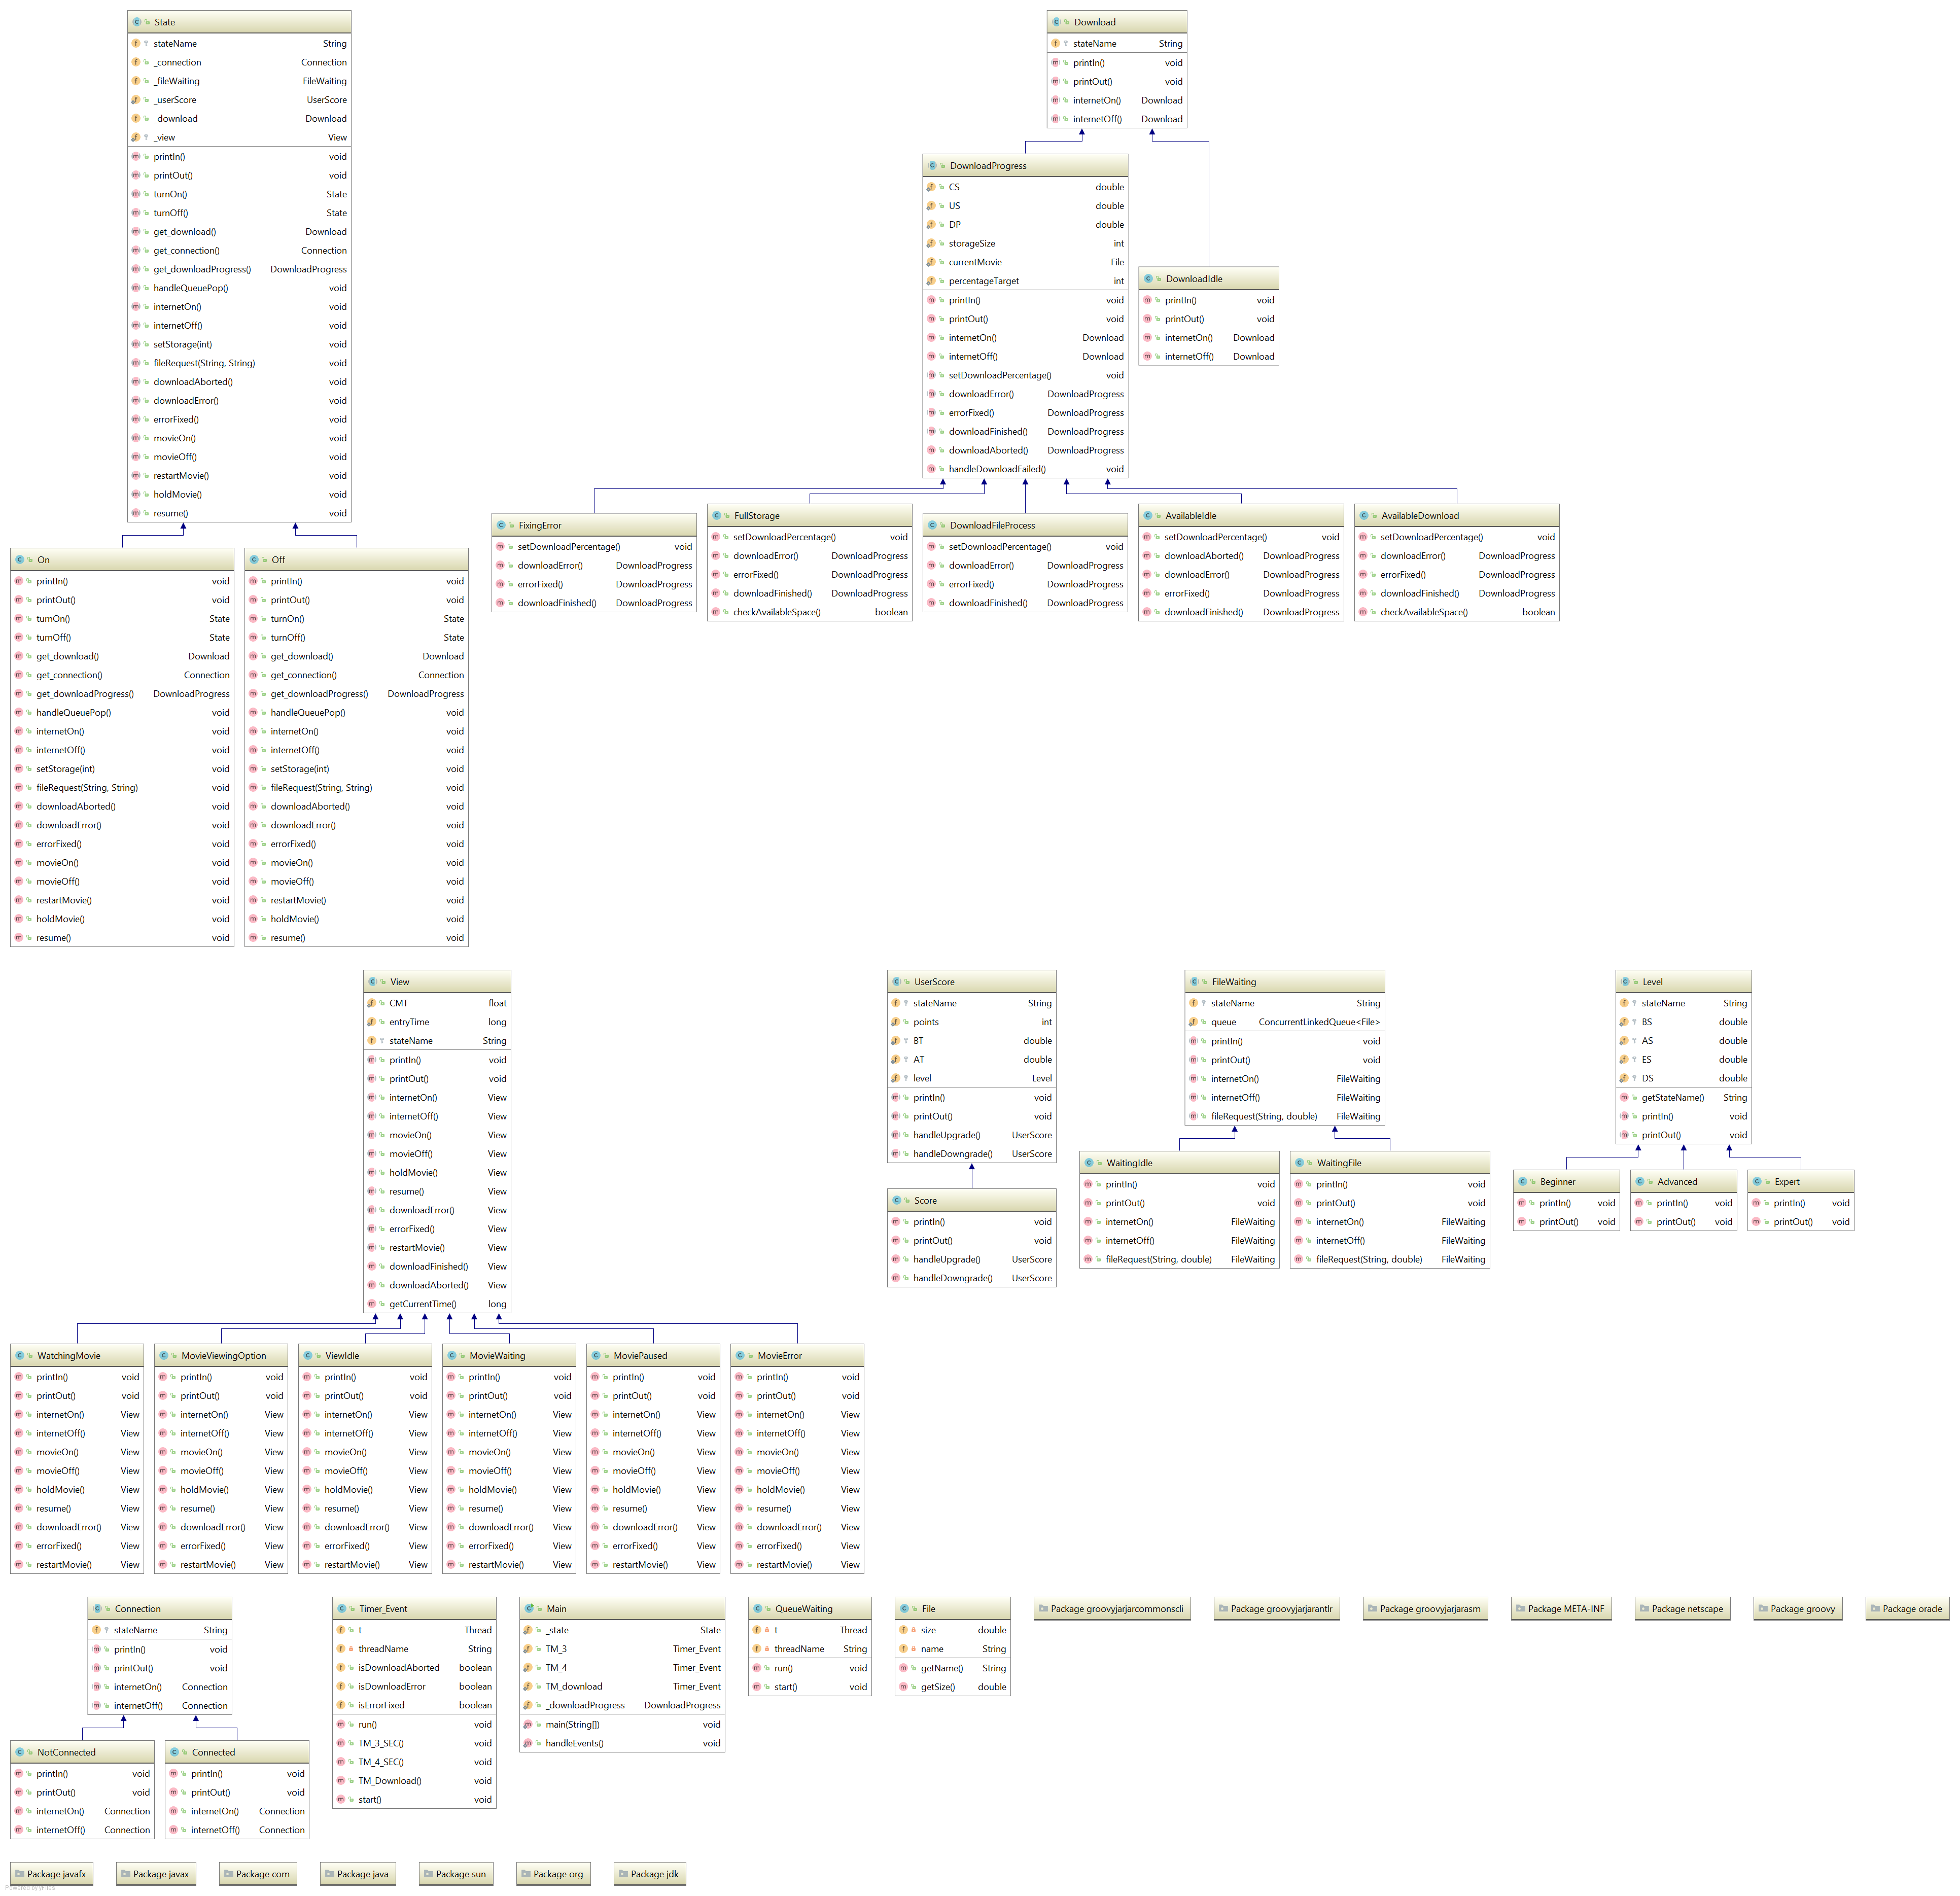 State
stateName String
_connection Connection
_fileWaiting FileWaiting
_userScore UserScore
_download Download
_view View
printIn() void
printOut() void
turnOn() State
turnOff() State
get_download() Download
get_connection() Connection
get_downloadProgress() DownloadProgress
handleQueuePop() void
internetOn() void
internetOff() void
setStorage(int) void
fileRequest(String, String) void
downloadAborted() void
downloadError() void
errorFixed() void
movieOn() void
movieOff() void
restartMovie() void
holdMovie() void
resume() void
Download
stateName String
printIn() void
printOut() void
internetOn() Download
internetOff() Download
DownloadProgress
CS double
US double
DP double
storageSize int
currentMovie File
percentageTarget int
printIn() void
printOut() void
internetOn() Download
internetOff() Download
setDownloadPercentage() void
downloadError() DownloadProgress
errorFixed() DownloadProgress
downloadFinished() DownloadProgress
downloadAborted() DownloadProgress
handleDownloadFailed() void
DownloadIdle
printIn() void
printOut() void
internetOn() Download
internetOff() Download
On
printIn() void
printOut() void
turnOn() State
turnOff() State
get_download() Download
get_connection() Connection
get_downloadProgress() DownloadProgress
handleQueuePop() void
internetOn() void
internetOff() void
setStorage(int) void
fileRequest(String, String) void
downloadAborted() void
downloadError() void
errorFixed() void
movieOn() void
movieOff() void
restartMovie() void
holdMovie() void
resume() void
Off
printIn() void
printOut() void
turnOn() State
turnOff() State
get_download() Download
get_connection() Connection
get_downloadProgress() DownloadProgress
handleQueuePop() void
internetOn() void
internetOff() void
setStorage(int) void
fileRequest(String, String) void
downloadAborted() void
downloadError() void
errorFixed() void
movieOn() void
movieOff() void
restartMovie() void
holdMovie() void
resume() void
FixingError
setDownloadPercentage() void
downloadError() DownloadProgress
errorFixed() DownloadProgress
downloadFinished() DownloadProgress
FullStorage
setDownloadPercentage() void
downloadError() DownloadProgress
errorFixed() DownloadProgress
downloadFinished() DownloadProgress
checkAvailableSpace() boolean
DownloadFileProcess
setDownloadPercentage() void
downloadError() DownloadProgress
errorFixed() DownloadProgress
downloadFinished() DownloadProgress
AvailableIdle
setDownloadPercentage() void
downloadAborted() DownloadProgress
downloadError() DownloadProgress
errorFixed() DownloadProgress
downloadFinished() DownloadProgress
AvailableDownload
setDownloadPercentage() void
downloadError() DownloadProgress
errorFixed() DownloadProgress
downloadFinished() DownloadProgress
checkAvailableSpace() boolean
View
CMT float
entryTime long
stateName String
printIn() void
printOut() void
internetOn() View
internetOff() View
movieOn() View
movieOff() View
holdMovie() View
resume() View
downloadError() View
errorFixed() View
restartMovie() View
downloadFinished() View
downloadAborted() View
getCurrentTime() long
UserScore
stateName String
points int
BT double
AT double
level Level
printIn() void
printOut() void
handleUpgrade() UserScore
handleDowngrade() UserScore
Score
printIn() void
printOut() void
handleUpgrade() UserScore
handleDowngrade() UserScore
FileWaiting
stateName String
queue ConcurrentLinkedQueue<File>
printIn() void
printOut() void
internetOn() FileWaiting
internetOff() FileWaiting
fileRequest(String, double) FileWaiting
WaitingIdle
printIn() void
printOut() void
internetOn() FileWaiting
internetOff() FileWaiting
fileRequest(String, double) FileWaiting
WaitingFile
printIn() void
printOut() void
internetOn() FileWaiting
internetOff() FileWaiting
fileRequest(String, double) FileWaiting
Level
stateName String
BS double
AS double
ES double
DS double
getStateName() String
printIn() void
printOut() void
Beginner
printIn() void
printOut() void
Advanced
printIn() void
printOut() void
Expert
printIn() void
printOut() void
WatchingMovie
printIn() void
printOut() void
internetOn() View
internetOff() View
movieOn() View
movieOff() View
holdMovie() View
resume() View
downloadError() View
errorFixed() View
restartMovie() View
MovieViewingOption
printIn() void
printOut() void
internetOn() View
internetOff() View
movieOn() View
movieOff() View
holdMovie() View
resume() View
downloadError() View
errorFixed() View
restartMovie() View
ViewIdle
printIn() void
printOut() void
internetOn() View
internetOff() View
movieOn() View
movieOff() View
holdMovie() View
resume() View
downloadError() View
errorFixed() View
restartMovie() View
MovieWaiting
printIn() void
printOut() void
internetOn() View
internetOff() View
movieOn() View
movieOff() View
holdMovie() View
resume() View
downloadError() View
errorFixed() View
restartMovie() View
MoviePaused
printIn() void
printOut() void
internetOn() View
internetOff() View
movieOn() View
movieOff() View
holdMovie() View
resume() View
downloadError() View
errorFixed() View
restartMovie() View
MovieError
printIn() void
printOut() void
internetOn() View
internetOff() View
movieOn() View
movieOff() View
holdMovie() View
resume() View
downloadError() View
errorFixed() View
restartMovie() View
Connection
stateName String
printIn() void
printOut() void
internetOn() Connection
internetOff() Connection
NotConnected
printIn() void
printOut() void
internetOn() Connection
internetOff() Connection
Connected
printIn() void
printOut() void
internetOn() Connection
internetOff() Connection
Timer_Event
t Thread
threadName String
isDownloadAborted boolean
isDownloadError boolean
isErrorFixed boolean
run() void
TM_3_SEC() void
TM_4_SEC() void
TM_Download() void
start() void
Main
_state State
TM_3 Timer_Event
TM_4 Timer_Event
TM_download Timer_Event
_downloadProgress DownloadProgress
main(String[]) void
handleEvents() void
QueueWaiting
t Thread
threadName String
run() void
start() void
File
size double
name String
getName() String
getSize() double
Package groovyjarjarcommonscli
Package groovyjarjarantlr
Package groovyjarjarasm
Package META-INF
Package netscape
Package groovy
Package oracle
Package javafx
Package javax
Package com
Package java
Package sun
Package org
Package jdk
Powered by yFiles